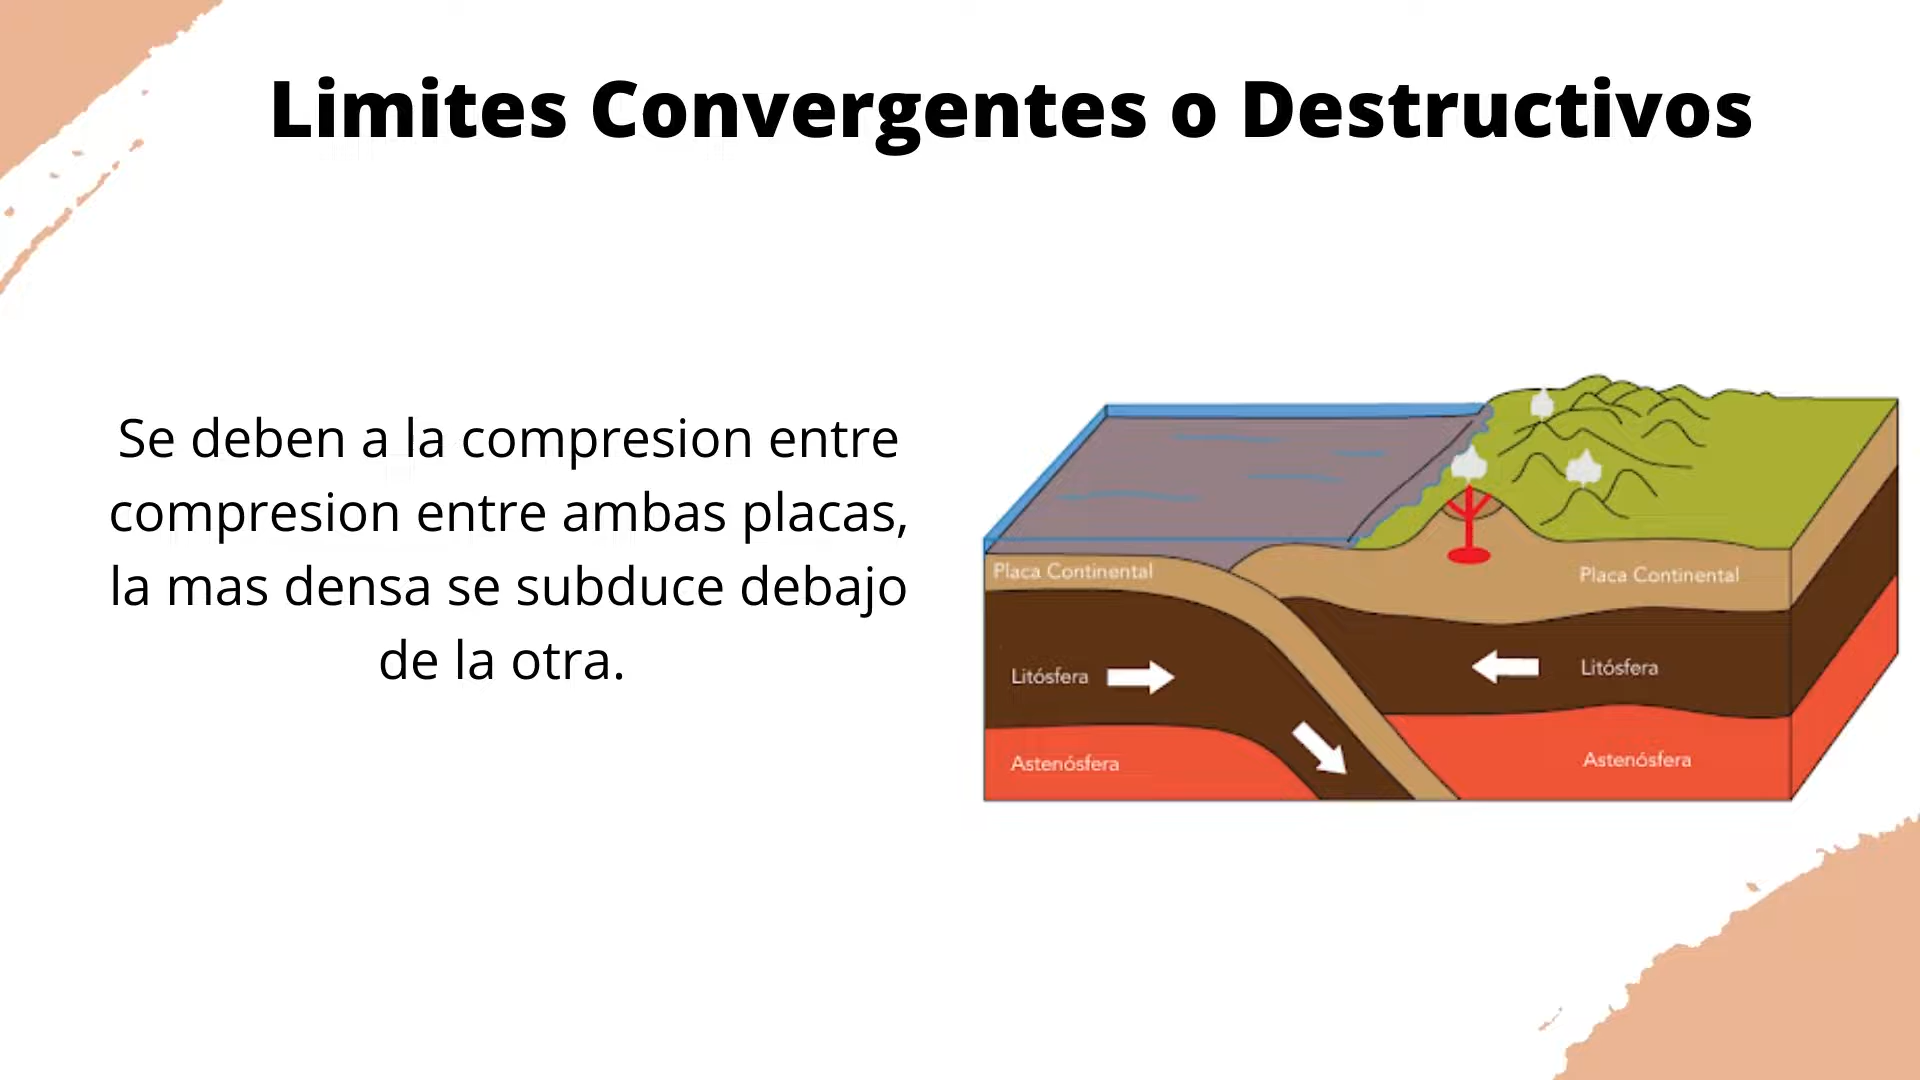 Limites Convergentes o Destructivos
Se deben a la compresion entre
compresion entre ambas placas,
la mas densa se subduce debajo
de la otra.
Placa Continental
Placa Continental
Litósfera
Litósfera
Astenósfera
Astenósfera